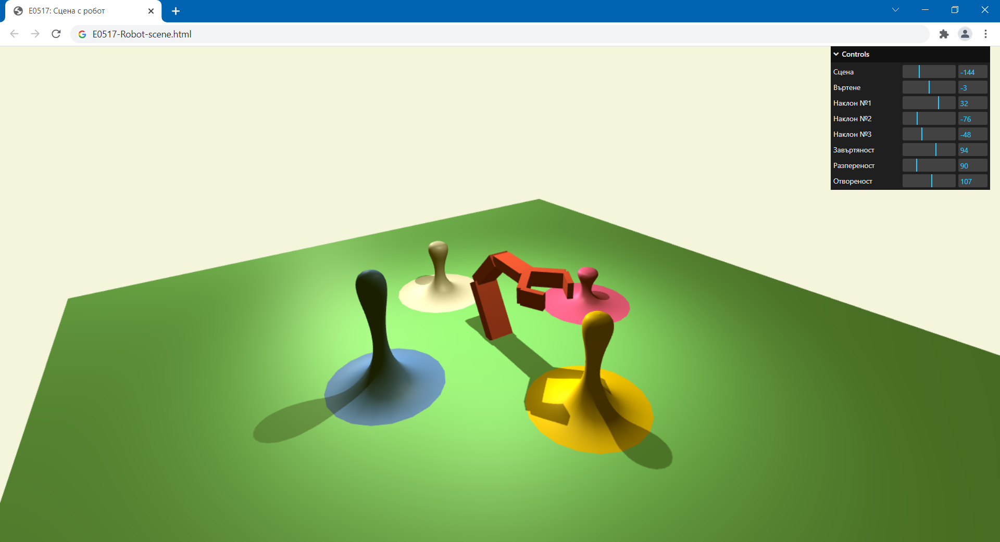 E0517: Сцена с робот
E0517-Robot-scene.html
Controls
Сцена -144
Въртене -3
Наклон №1 32
Наклон №2 -76
Наклон №3 -48
Завъртяност 94
Разпереност 90
Отвореност 107